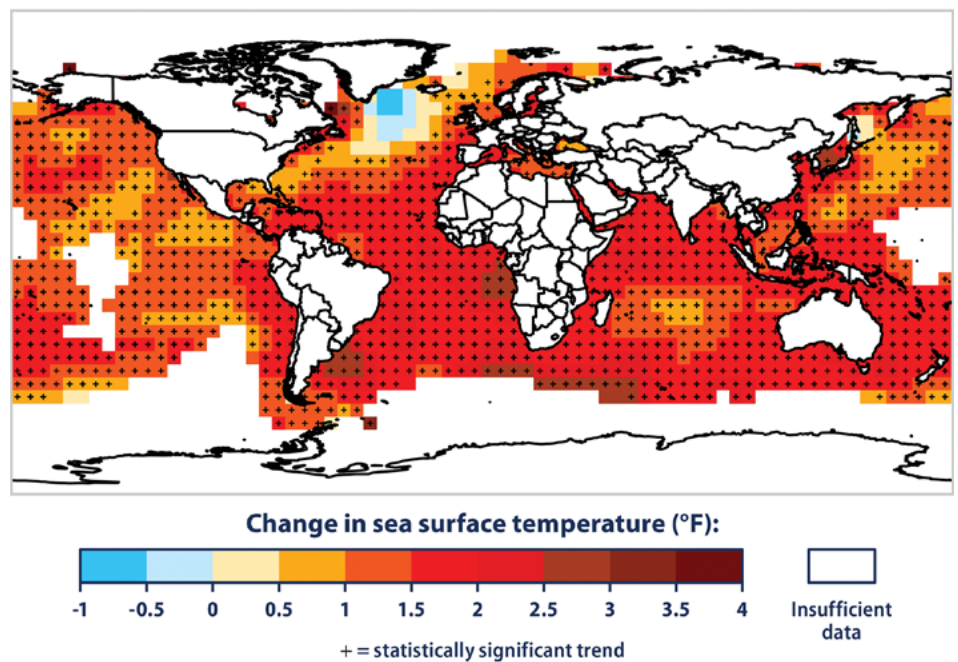 Change in sea surface temperature (°F):
-1 -0.5 0 0.5 1 1.5 2 2.5 3 3.5 4
Insufficient
data
+ = statistically significant trend